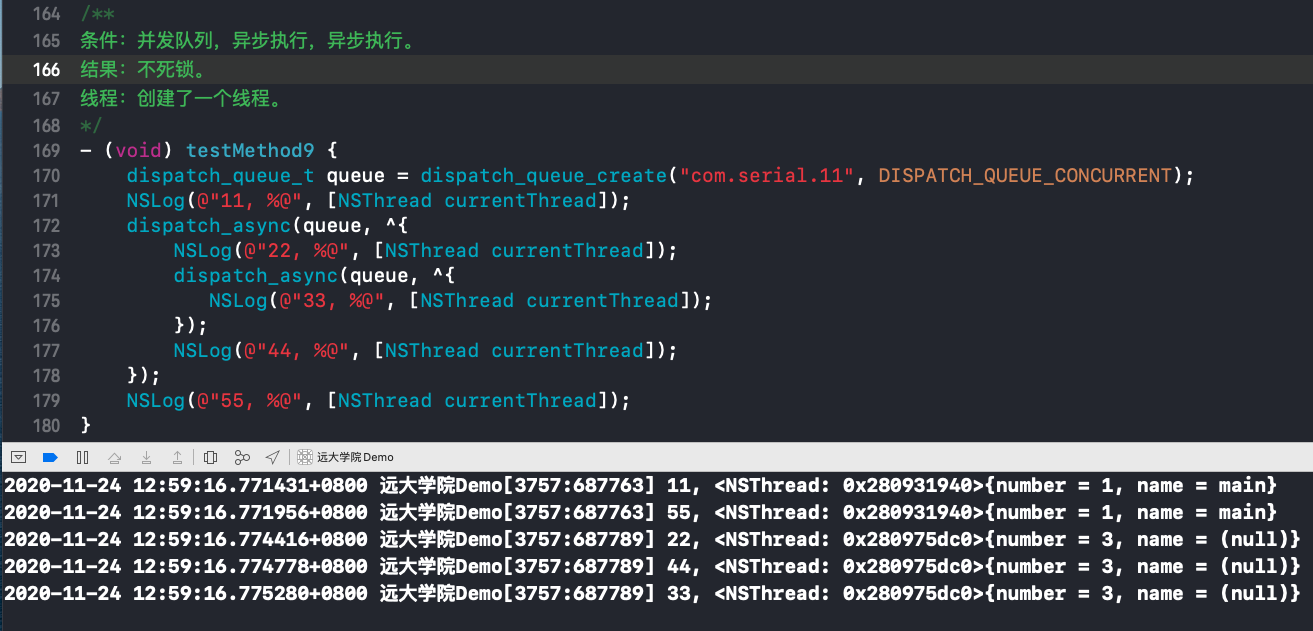 164 /**
165 条件：并发队列，异步执行，异步执行。
166 结果：不死锁。
167 线程：创建了一个线程。
168 */
169 - (void) testMethod9 {
170     dispatch_queue_t queue = dispatch_queue_create("com.serial.11", DISPATCH_QUEUE_CONCURRENT);
171     NSLog(@"11, %@", [NSThread currentThread]);
172     dispatch_async(queue, ^{
173         NSLog(@"22, %@", [NSThread currentThread]);
174         dispatch_async(queue, ^{
175            NSLog(@"33, %@", [NSThread currentThread]);
176         });
177         NSLog(@"44, %@", [NSThread currentThread]);
178     });
179     NSLog(@"55, %@", [NSThread currentThread]);
180 }
远大学院Demo
2020-11-24 12:59:16.771431+0800 远大学院Demo[3757:687763] 11, <NSThread: 0x280931940>{number = 1, name = main}
2020-11-24 12:59:16.771956+0800 远大学院Demo[3757:687763] 55, <NSThread: 0x280931940>{number = 1, name = main}
2020-11-24 12:59:16.774416+0800 远大学院Demo[3757:687789] 22, <NSThread: 0x280975dc0>{number = 3, name = (null)}
2020-11-24 12:59:16.774778+0800 远大学院Demo[3757:687789] 44, <NSThread: 0x280975dc0>{number = 3, name = (null)}
2020-11-24 12:59:16.775280+0800 远大学院Demo[3757:687789] 33, <NSThread: 0x280975dc0>{number = 3, name = (null)}